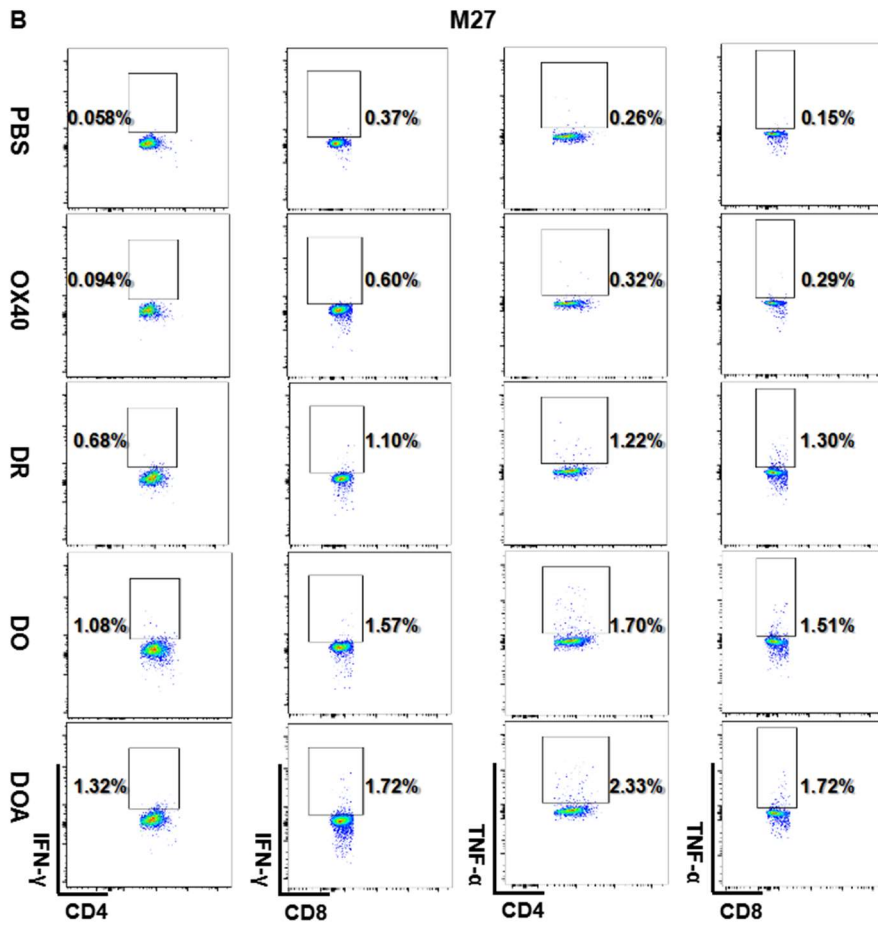 B
M27
PBS
0.058%
0.37%
0.26%
0.15%
OX40
0.094%
0.60%
0.32%
0.29%
DR
0.68%
1.10%
1.22%
1.30%
DO
1.08%
1.57%
1.70%
1.51%
DOA
1.32%
1.72%
2.33%
1.72%
IFN-γ
IFN-γ
TNF-α
TNF-α
CD4
CD8
CD4
CD8